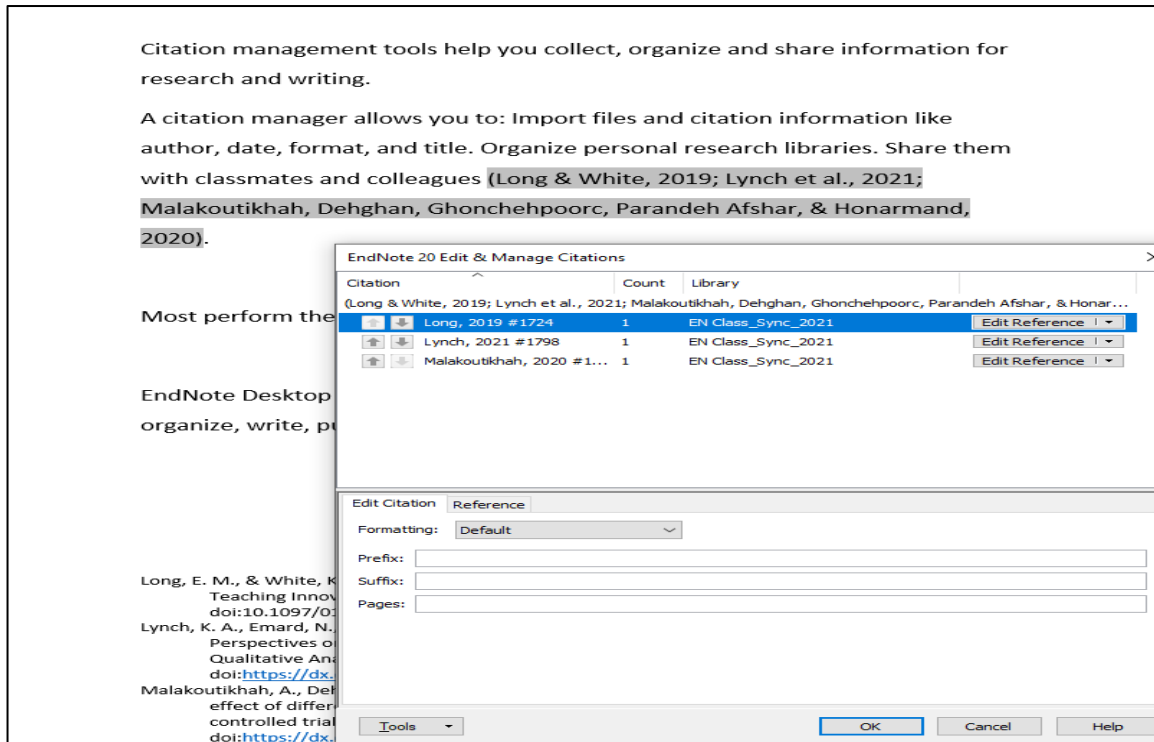 Citation management tools help you collect, organize and share information for
research and writing.
A citation manager allows you to: Import files and citation information like
author, date, format, and title. Organize personal research libraries. Share them
with classmates and colleagues (Long & White, 2019; Lynch et al., 2021;
Malakoutikhah, Dehghan, Ghonchehpoorc, Parandeh Afshar, & Honarmand,
2020).
EndNote 20 Edit & Manage Citations
Citation Count Library
(Long & White, 2019; Lynch et al., 2021; Malakoutikhah, Dehghan, Ghonchehpoorc, Parandeh Afshar, & Honar...
Most perform the
Long, 2019 #1724 1 EN Class_Sync_2021 Edit Reference
Lynch, 2021 #1798 1 EN Class_Sync_2021 Edit Reference
Malakoutikhah, 2020 #1... 1 EN Class_Sync_2021 Edit Reference
EndNote Desktop
organize, write, pu
Edit Citation Reference
Formatting: Default
Prefix:
Suffix:
Pages:
Long, E. M., & White, K
Teaching Innov
doi:10.1097/01
Lynch, K. A., Emard, N.,
Perspectives o
Qualitative Ana
doi:https://dx.
Malakoutikhah, A., Deh
effect of differ
controlled trial
doi:https://dx.
Tools OK Cancel Help